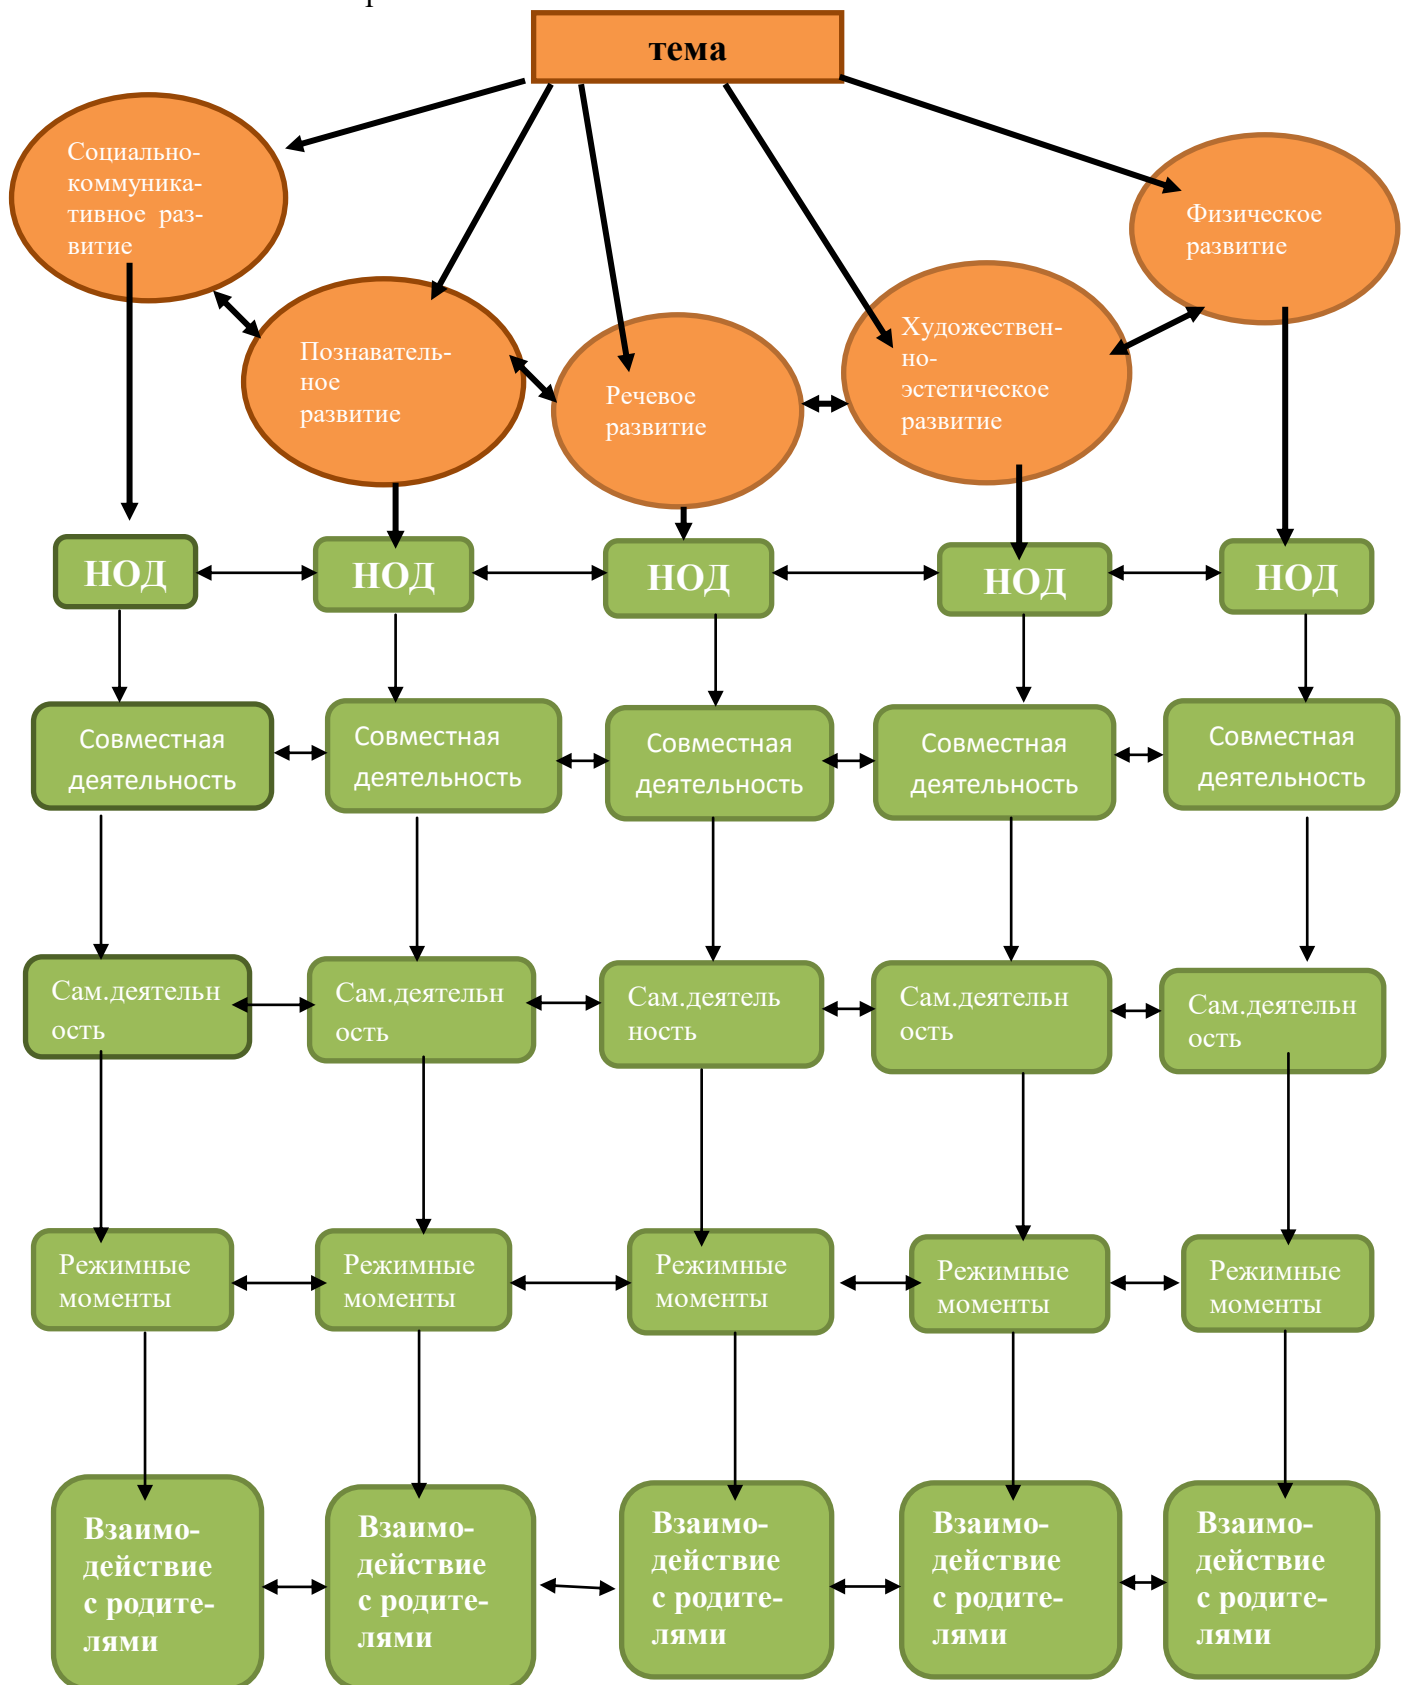 тема
Социально-
коммуника-
тивное раз-
витие
Познаватель-
ное
развитие
Речевое
развитие
Художествен-
но-
эстетическое
развитие
Физическое
развитие
НОД
НОД
НОД
НОД
НОД
Совместная
деятельность
Совместная
деятельность
Совместная
деятельность
Совместная
деятельность
Совместная
деятельность
Сам.деятельн
ость
Сам.деятельн
ость
Сам.деятель
ность
Сам.деятельн
ость
Сам.деятельн
ость
Режимные
моменты
Режимные
моменты
Режимные
моменты
Режимные
моменты
Режимные
моменты
Взаимо-
действие
с родите-
лями
Взаимо-
действие
с родите-
лями
Взаимо-
действие
с родите-
лями
Взаимо-
действие
с родите-
лями
Взаимо-
действие
с родите-
лями